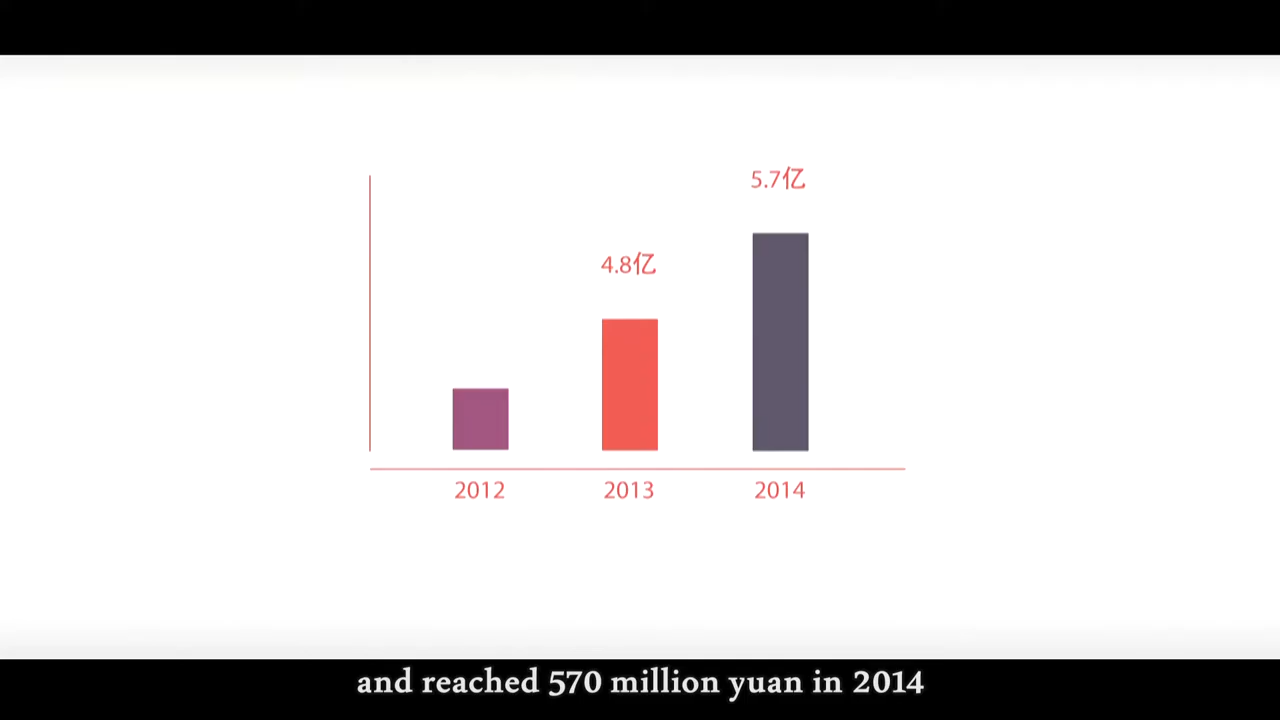 5.7亿
4.8亿
2012 2013 2014
and reached 570 million yuan in 2014